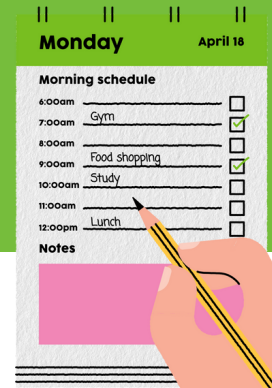 Monday April 18
Morning schedule
6:00am
7:00am Gym
8:00am
9:00am Food shopping
10:00am Study
11:00am
12:00pm Lunch
Notes